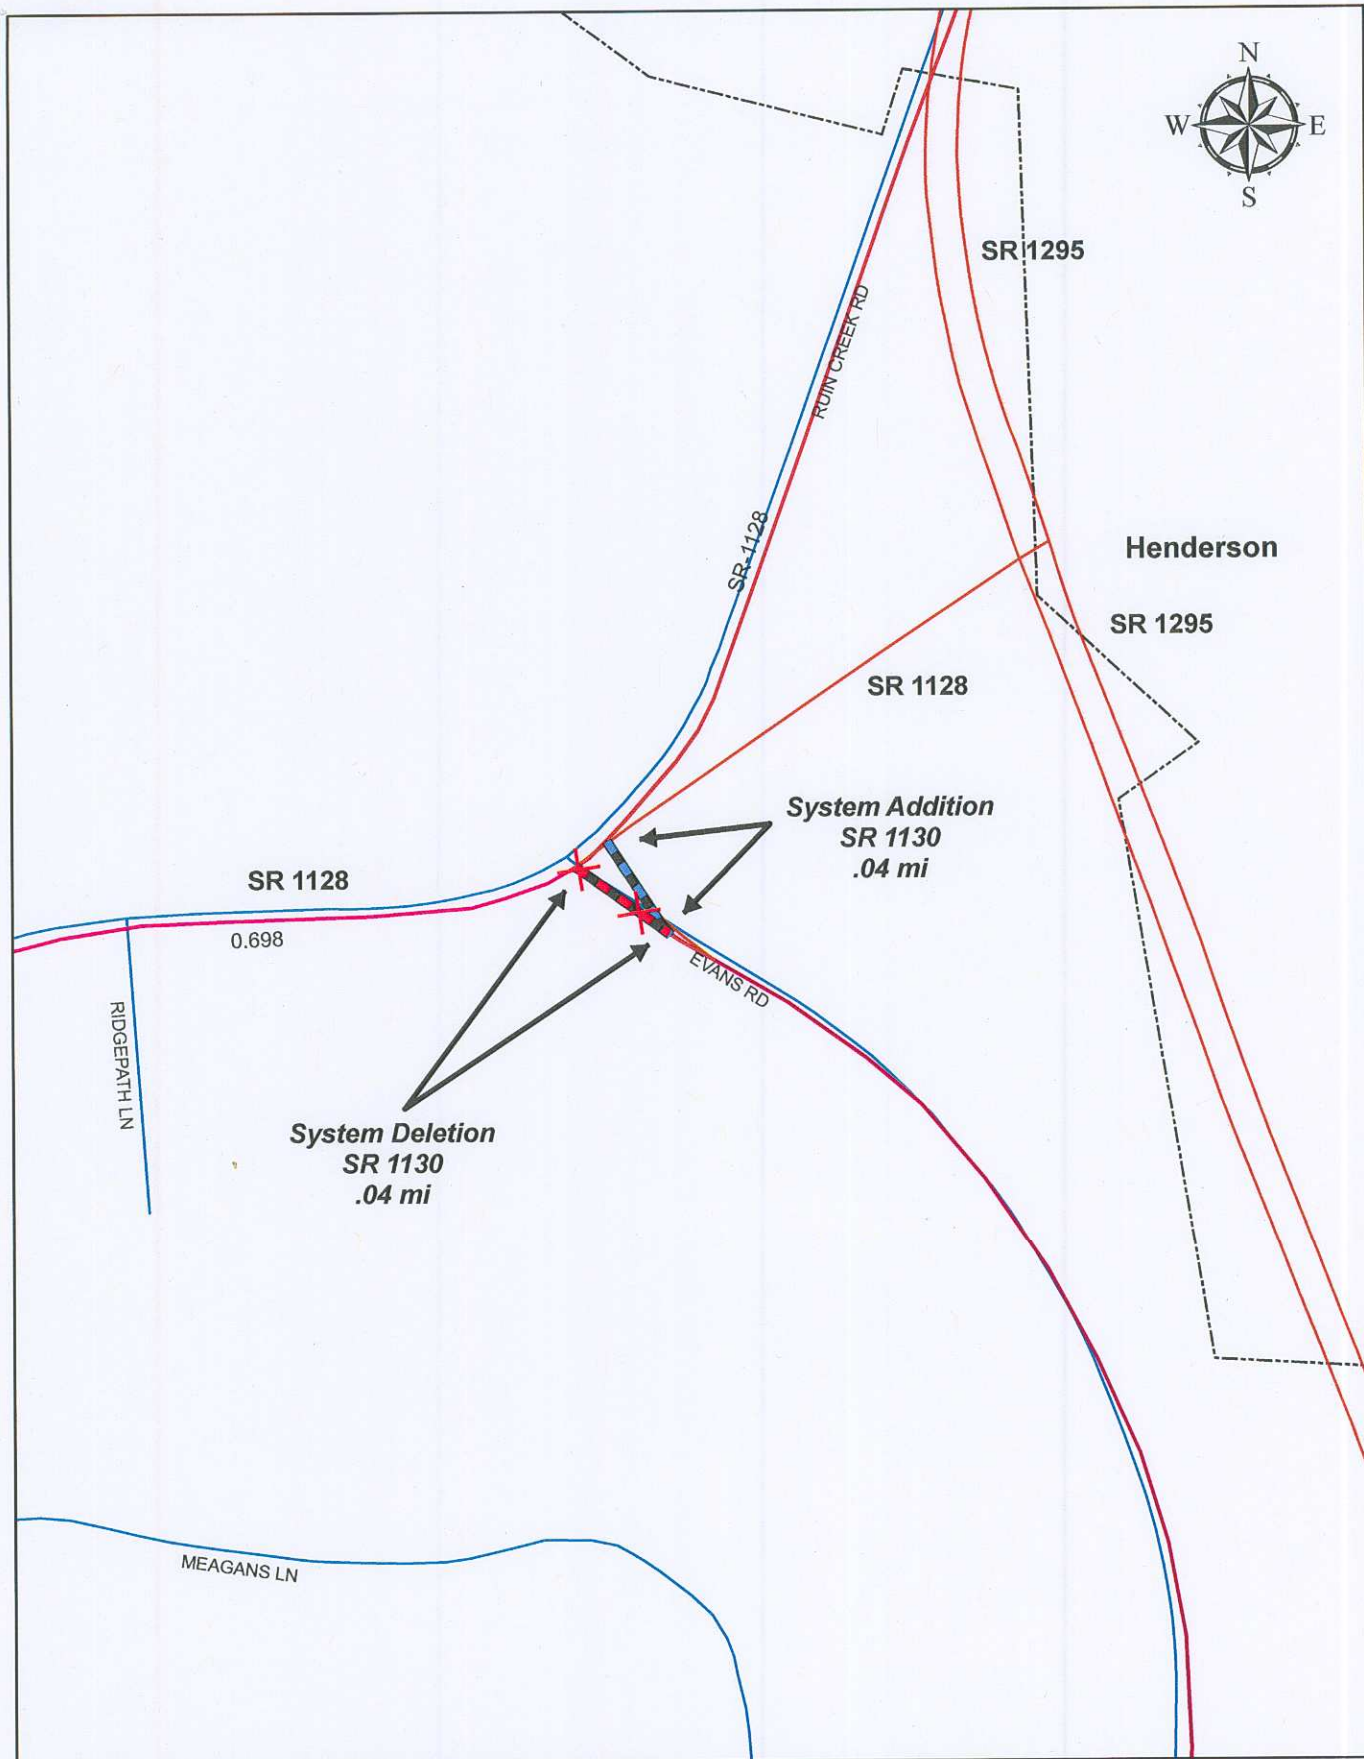 N
W E
S
SR 1295
RUIN CREEK RD
SR-1128
Henderson
SR 1295
SR 1128
System Addition
SR 1130
.04 mi
SR 1128
0.698
EVANS RD
RIDGEPATH LN
System Deletion
SR 1130
.04 mi
MEAGANS LN